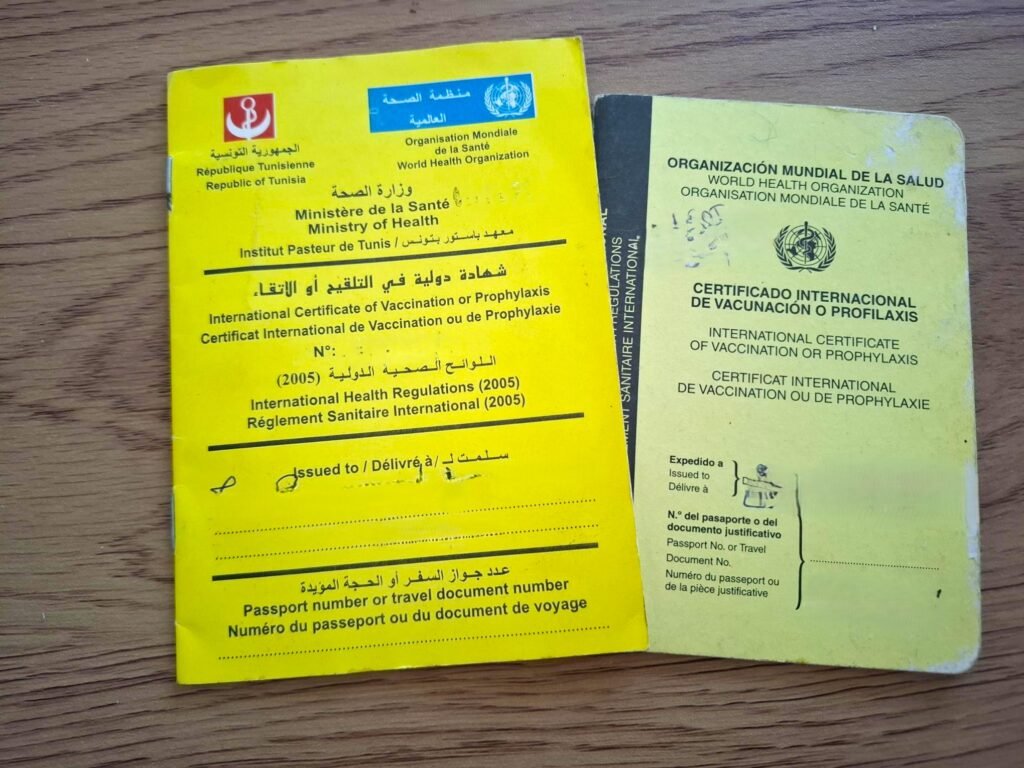 منظمة الصحة
العالمية
Organisation Mondiale
de la Santé
World Health Organization
الجمهورية التونسية
République Tunisienne
Republic of Tunisia
وزارة الصحة
Ministère de la Santé
Ministry of Health
Institut Pasteur de Tunis / معهد باستور بتونس
شهادة دولية في التلقيح أو الاتقاء
International Certificate of Vaccination or Prophylaxis
Certificat International de Vaccination ou de Prophylaxie
N°:
اللوائح الصحية الدولية (2005)
International Health Regulations (2005)
Réglement Sanitaire International (2005)
Issued to / Délivré à / سلمت لـ
عدد جواز السفر أو الحجة المؤيدة
Passport number or travel document number
Numéro du passeport ou du document de voyage
REGULATIONS
SANITAIRE INTERNATIONAL
ORGANIZACIÓN MUNDIAL DE LA SALUD
WORLD HEALTH ORGANIZATION
ORGANISATION MONDIALE DE LA SANTÉ
CERTIFICADO INTERNACIONAL
DE VACUNACIÓN O PROFILAXIS
INTERNATIONAL CERTIFICATE
OF VACCINATION OR PROPHYLAXIS
CERTIFICAT INTERNATIONAL
DE VACCINATION OU DE PROPHYLAXIE
Expedido a
Issued to
Délivré à
N.º del pasaporte o del
documento justificativo
Passport No. or Travel
Document No.
Numéro du passeport ou
de la pièce justificative